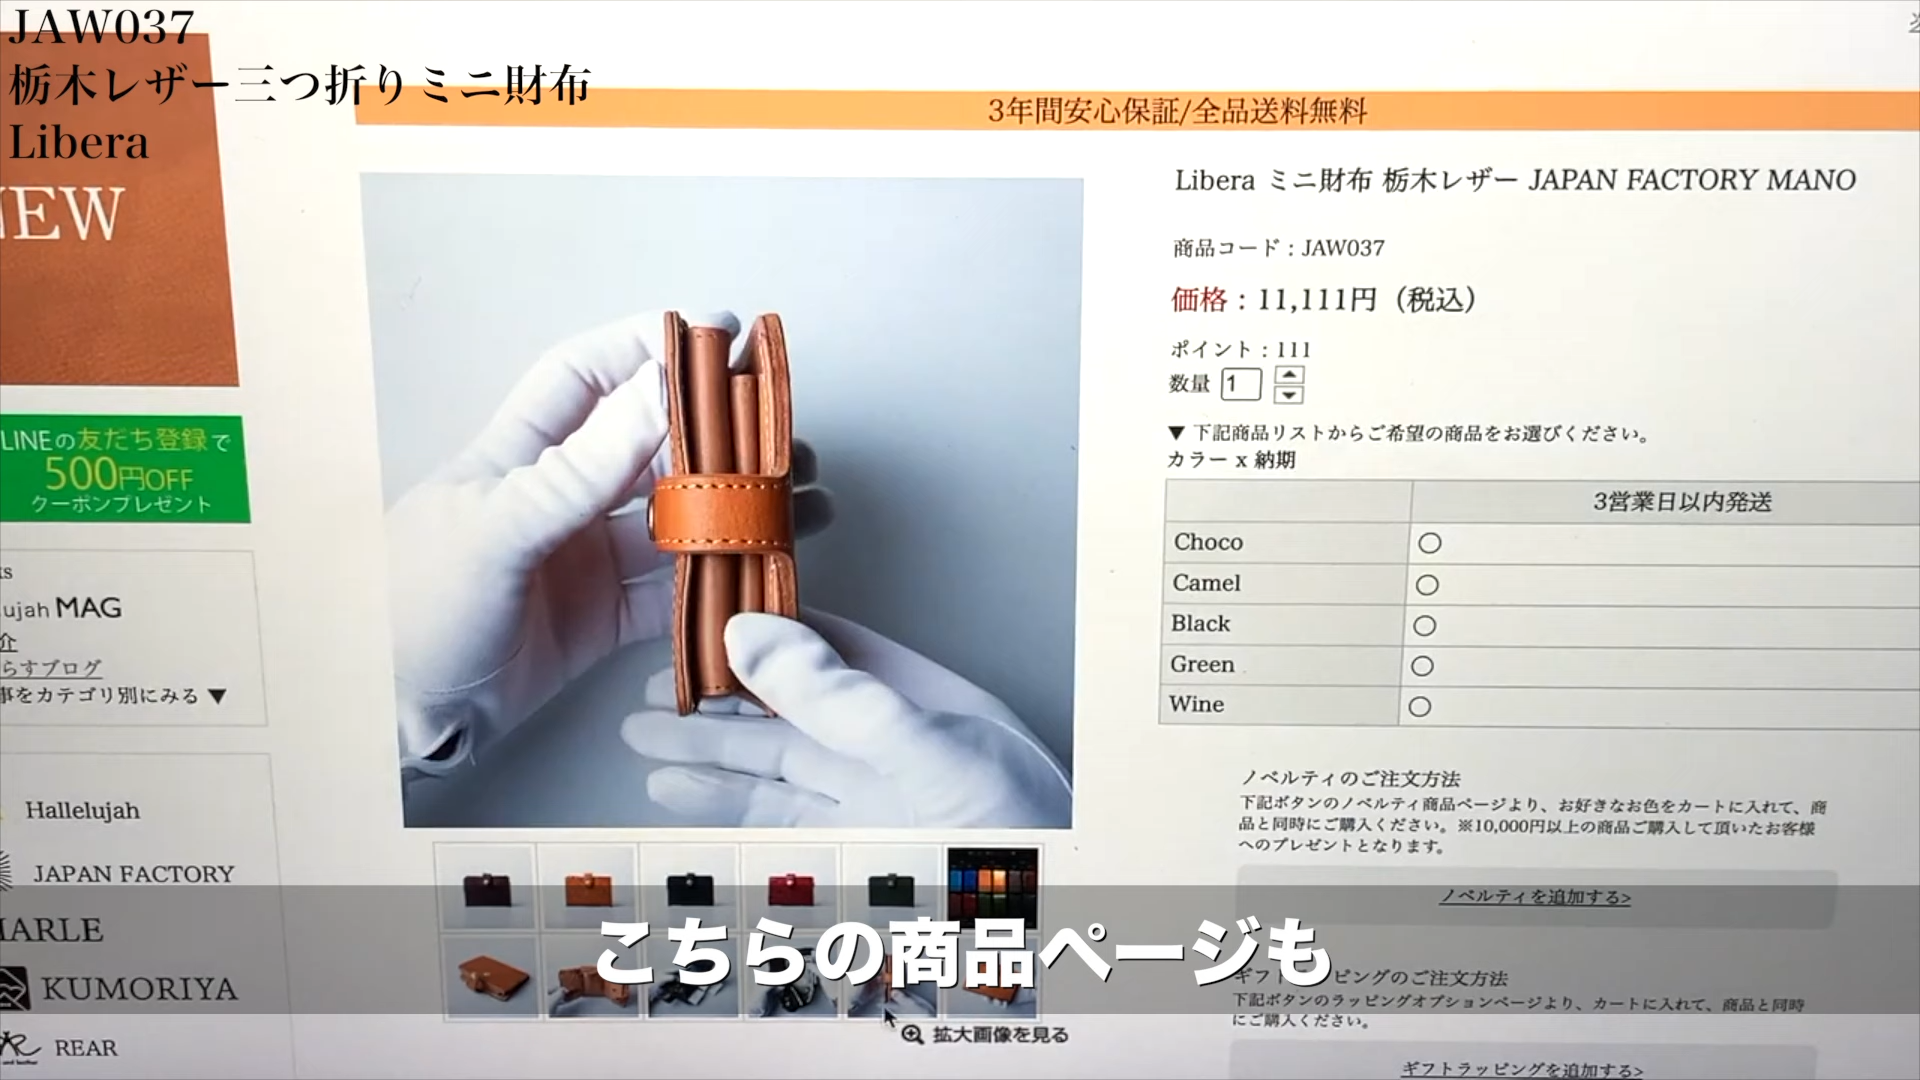 JAW037
栃木レザー三つ折りミニ財布
Libera
NEW
3年間安心保証/全品送料無料
Libera ミニ財布 栃木レザー JAPAN FACTORY MANO
商品コード : JAW037
価格 : 11,111円 (税込)
ポイント : 111
数量 1
▼ 下記商品リストからご希望の商品をお選びください。
カラー x 納期
3営業日以内発送
Choco ○
Camel ○
Black ○
Green ○
Wine ○
ノベルティのご注文方法
下記ボタンのノベルティ商品ページより、お好きなお色をカートに入れて、商
品と同時にご購入ください。※10,000円以上の商品ご購入して頂いたお客様
へのプレゼントとなります。
ノベルティを追加する>
ギフトラッピングのご注文方法
下記ボタンのラッピングオプションページより、カートに入れて、商品と同時
にご購入ください。
ギフトラッピングを追加する>
LINEの友だち登録で
500円OFF
クーポンプレゼント
ujah MAG
介
らすブログ
事をカテゴリ別にみる ▼
Hallelujah
JAPAN FACTORY
MARLE
KUMORIYA
REAR
拡大画像を見る
こちらの商品ページも